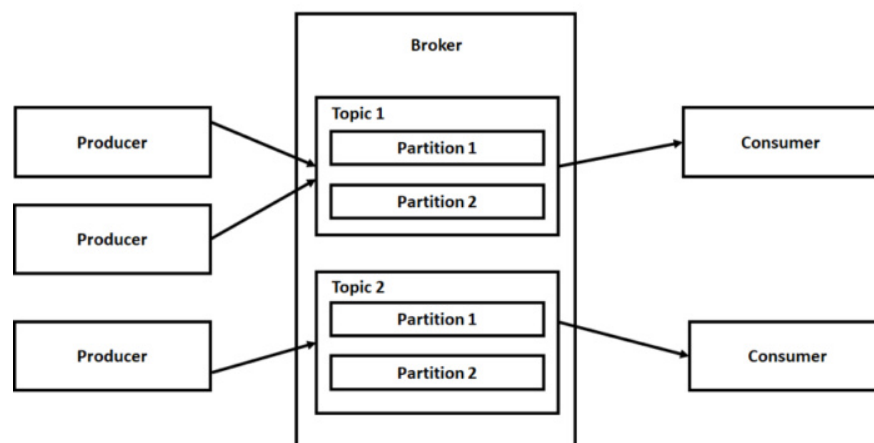 Broker
Topic 1
Producer
Partition 1
Consumer
Partition 2
Producer
Topic 2
Partition 1
Producer
Consumer
Partition 2